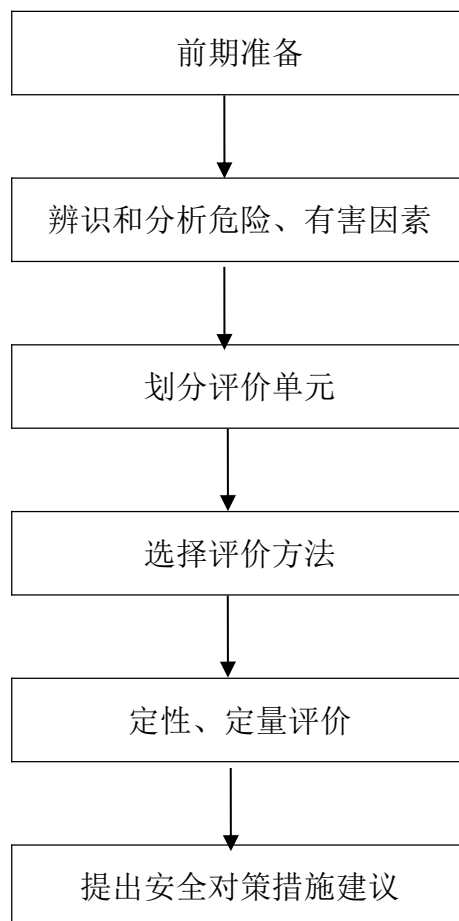 前期准备
辨识和分析危险、有害因素
划分评价单元
选择评价方法
定性、定量评价
提出安全对策措施建议